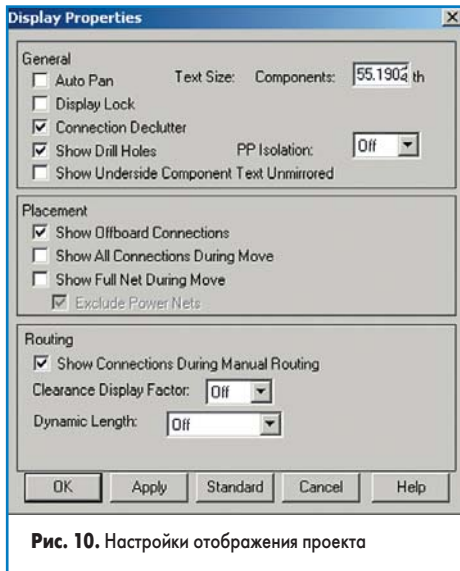 Display Properties
General
Auto Pan Text Size: Components: 55.1902 th
Display Lock
Connection Declutter
Show Drill Holes PP Isolation: Off
Show Underside Component Text Unmirrored
Placement
Show Offboard Connections
Show All Connections During Move
Show Full Net During Move
Exclude Power Nets
Routing
Show Connections During Manual Routing
Clearance Display Factor: Off
Dynamic Length: Off
OK Apply Standard Cancel Help
Рис. 10. Настройки отображения проекта